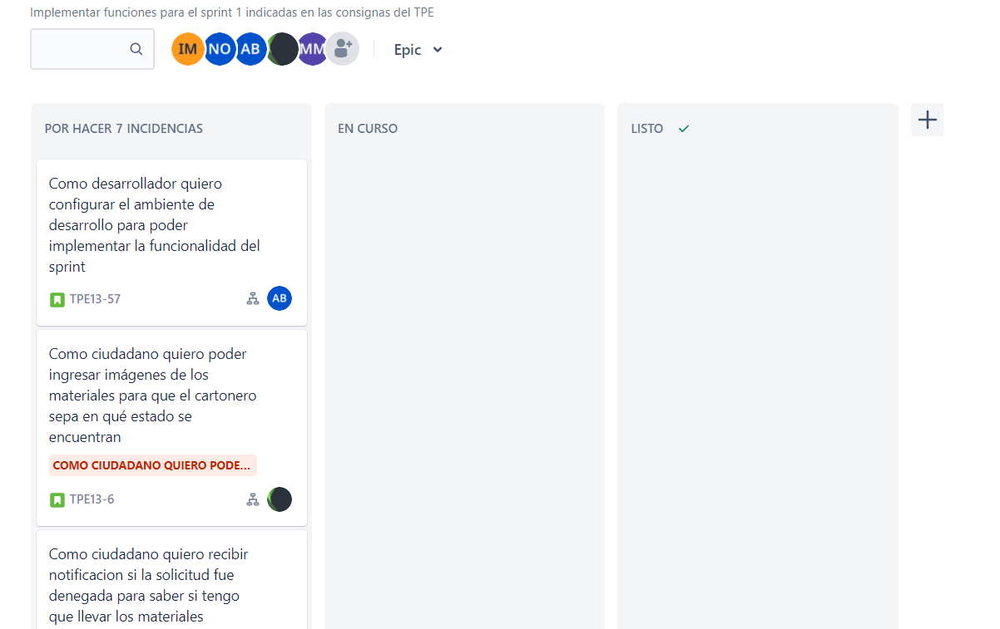 Implementar funciones para el sprint 1 indicadas en las consignas del TPE
IM NO AB MM Epic
POR HACER 7 INCIDENCIAS
Como desarrollador quiero
configurar el ambiente de
desarrollo para poder
implementar la funcionalidad del
sprint
TPE13-57 AB
Como ciudadano quiero poder
ingresar imágenes de los
materiales para que el cartonero
sepa en qué estado se
encuentran
COMO CIUDADANO QUIERO PODE...
TPE13-6
Como ciudadano quiero recibir
notificacion si la solicitud fue
denegada para saber si tengo
que llevar los materiales
EN CURSO
LISTO